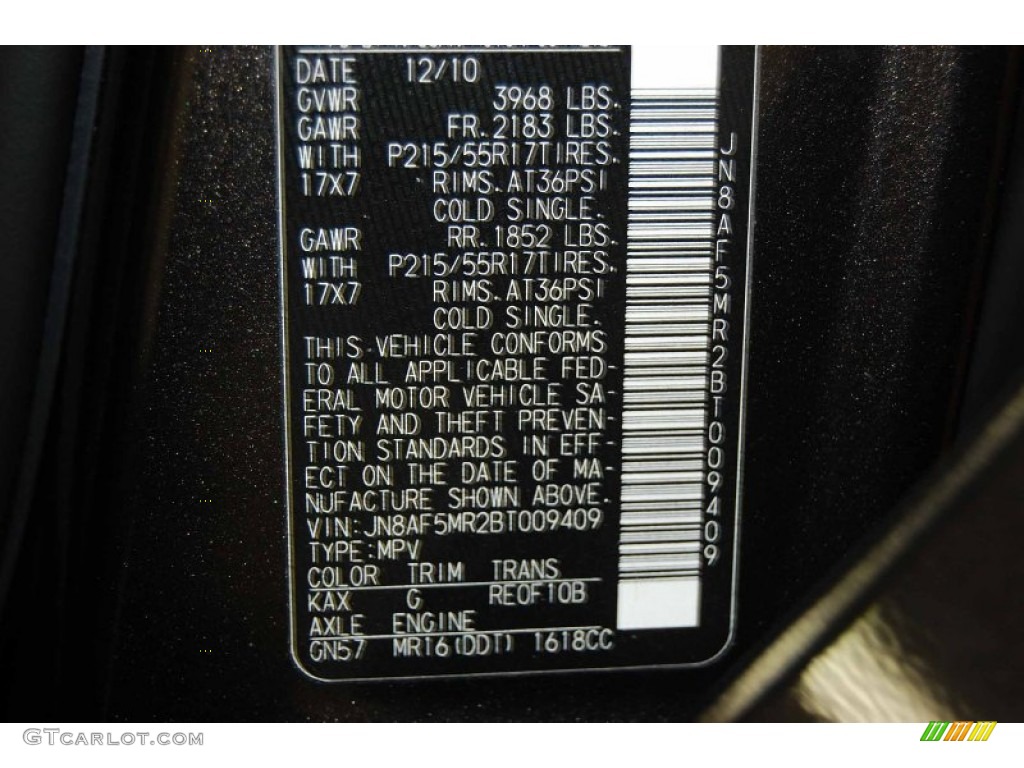 DATE 12/10
GVWR 3968 LBS.
GAWR FR. 2183 LBS.
WITH P215/55R17TIRES.
17X7 RIMS. AT36PSI
COLD SINGLE.
GAWR RR. 1852 LBS.
WITH P215/55R17TIRES.
17X7 RIMS. AT36PSI
COLD SINGLE.
THIS VEHICLE CONFORMS
TO ALL APPLICABLE FED-
ERAL MOTOR VEHICLE SA-
FETY AND THEFT PREVEN-
TION STANDARDS IN EFF-
ECT ON THE DATE OF MA-
NUFACTURE SHOWN ABOVE.
VIN:JN8AF5MR2BT009409
TYPE:MPV
COLOR TRIM TRANS
KAX G RE0F10B
AXLE ENGINE
GN57 MR16(DDT) 1618CC
JN8AF5MR2BT009409
GTCarlot.com